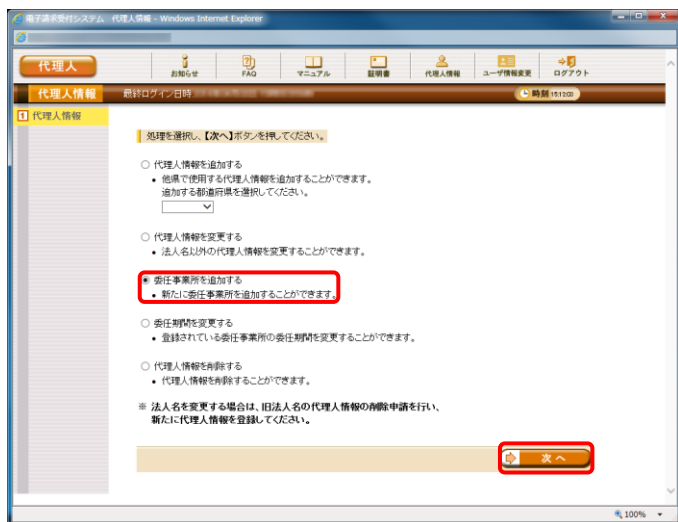 電子請求受付システム 代理人情報 - Windows Internet Explorer
代理人
お知らせ FAQ マニュアル 証明書 代理人情報 ユーザ情報変更 ログアウト
代理人情報 最終ログイン日時 時刻 15:12:03
1 代理人情報
処理を選択し、【次へ】ボタンを押してください。
代理人情報を追加する
• 他県で使用する代理人情報を追加することができます。
追加する都道府県を選択してください。
代理人情報を変更する
• 法人名以外の代理人情報を変更することができます。
委任事業所を追加する
• 新たに委任事業所を追加することができます。
委任期間を変更する
• 登録されている委任事業所の委任期間を変更することができます。
代理人情報を削除する
• 代理人情報を削除することができます。
※ 法人名を変更する場合は、旧法人名の代理人情報の削除申請を行い、
新たに代理人情報を登録してください。
次へ
100%